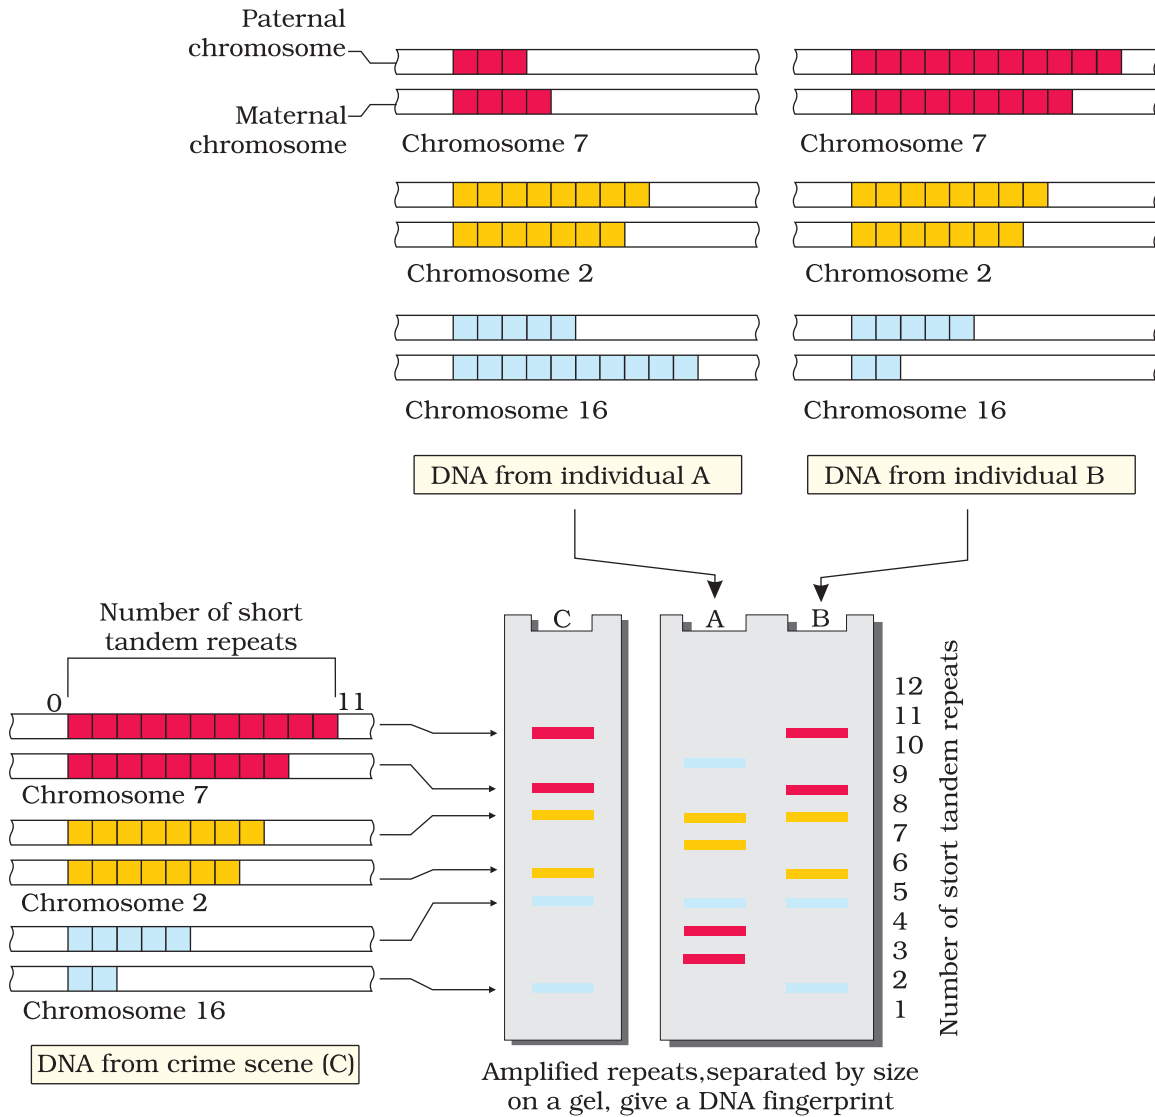 Paternal
chromosome
Maternal
chromosome
Chromosome 7
Chromosome 7
Chromosome 2
Chromosome 2
Chromosome 16
Chromosome 16
DNA from individual A
DNA from individual B
Number of short
tandem repeats
0
11
Chromosome 7
Chromosome 2
Chromosome 16
DNA from crime scene (C)
C
A
B
12
11
10
9
8
7
6
5
4
3
2
1
Number of stort tandem repeats
Amplified repeats,separated by size
on a gel, give a DNA fingerprint